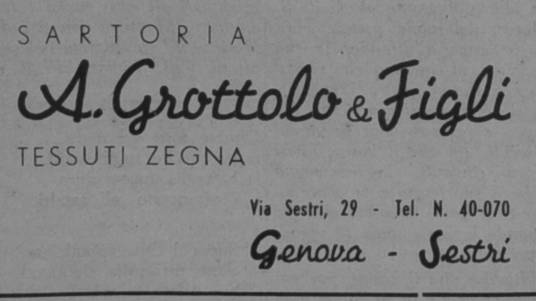 SARTORIA
A. Grottolo & Figli
TESSUTI ZEGNA
Via Sestri, 29 - Tel. N. 40-070
Genova - Sestri